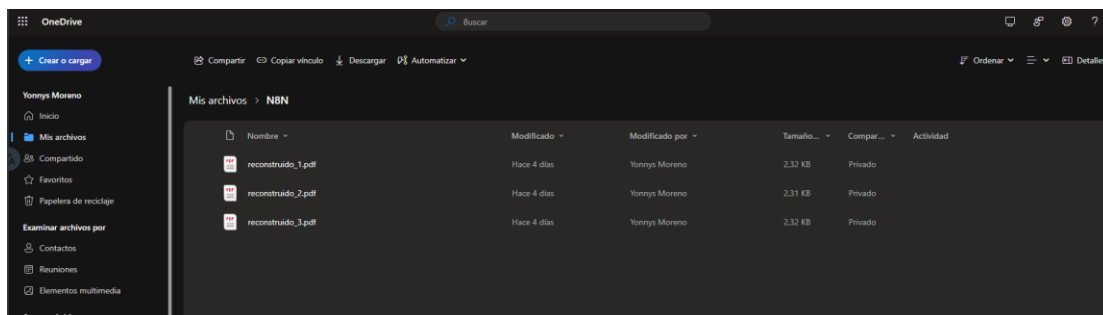 OneDrive
Buscar
?
+ Crear o cargar
Compartir Copiar vínculo Descargar Automatizar
Ordenar Detalle
Yonnys Moreno
Inicio
Mis archivos
Compartido
Favoritos
Papelera de reciclaje
Examinar archivos por
Contactos
Reuniones
Elementos multimedia
Mis archivos > N8N
Nombre Modificado Modificado por Tamaño... Compar... Actividad
PDF reconstruido_1.pdf Hace 4 días Yonnys Moreno 2,32 KB Privado
PDF reconstruido_2.pdf Hace 4 días Yonnys Moreno 2,31 KB Privado
PDF reconstruido_3.pdf Hace 4 días Yonnys Moreno 2,32 KB Privado